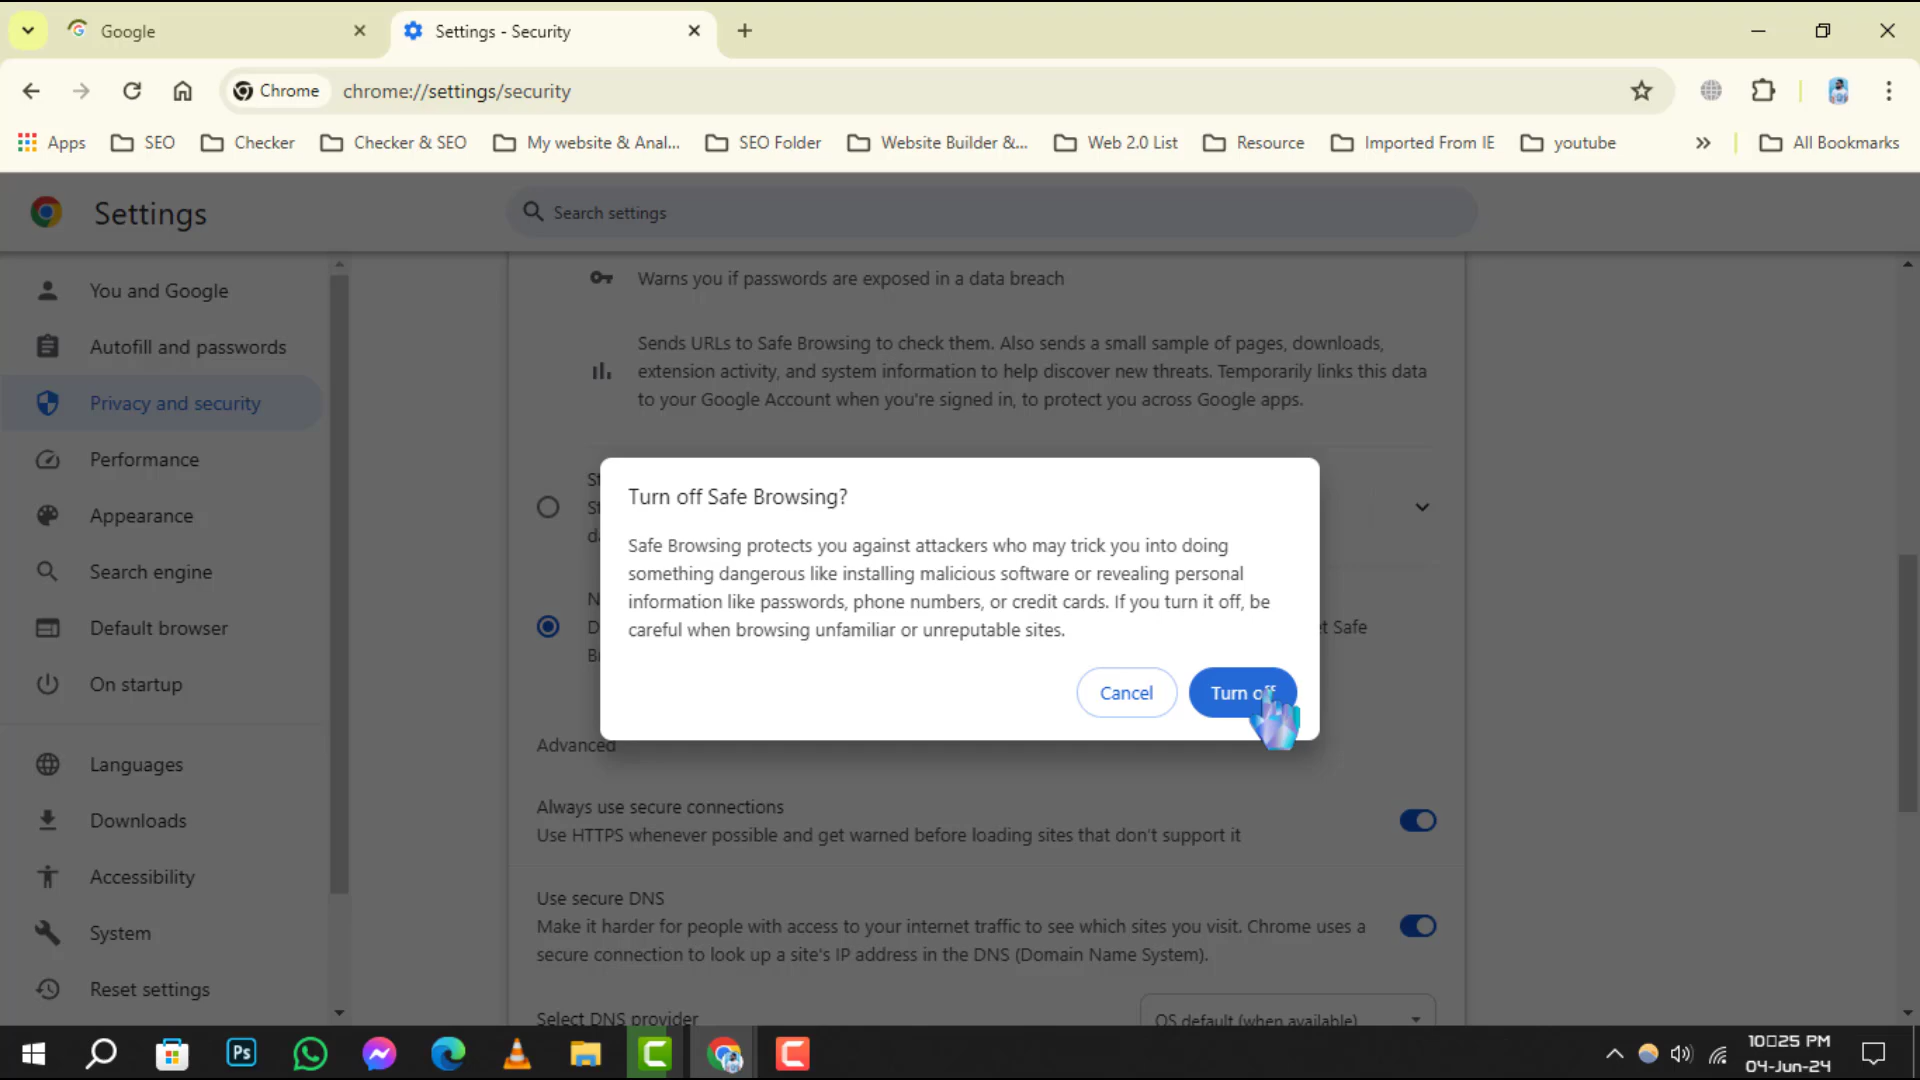 Google
Settings - Security
Chrome
chrome://settings/security
Apps
SEO
Checker
Checker & SEO
My website & Anal...
SEO Folder
Website Builder &...
Web 2.0 List
Resource
Imported From IE
youtube
All Bookmarks
Settings
Search settings
You and Google
Autofill and passwords
Privacy and security
Performance
Appearance
Search engine
Default browser
On startup
Languages
Downloads
Accessibility
System
Reset settings
Warns you if passwords are exposed in a data breach
Sends URLs to Safe Browsing to check them. Also sends a small sample of pages, downloads,
extension activity, and system information to help discover new threats. Temporarily links this data
to your Google Account when you're signed in, to protect you across Google apps.
Turn off Safe Browsing?
Safe Browsing protects you against attackers who may trick you into doing
something dangerous like installing malicious software or revealing personal
information like passwords, phone numbers, or credit cards. If you turn it off, be
careful when browsing unfamiliar or unreputable sites.
Cancel
Turn off
Safe
Advanced
Always use secure connections
Use HTTPS whenever possible and get warned before loading sites that don't support it
Use secure DNS
Make it harder for people with access to your internet traffic to see which sites you visit. Chrome uses a
secure connection to look up a site's IP address in the DNS (Domain Name System).
Select DNS provider
OS default (when available)
Ps
10□25 PM
04-Jun-24